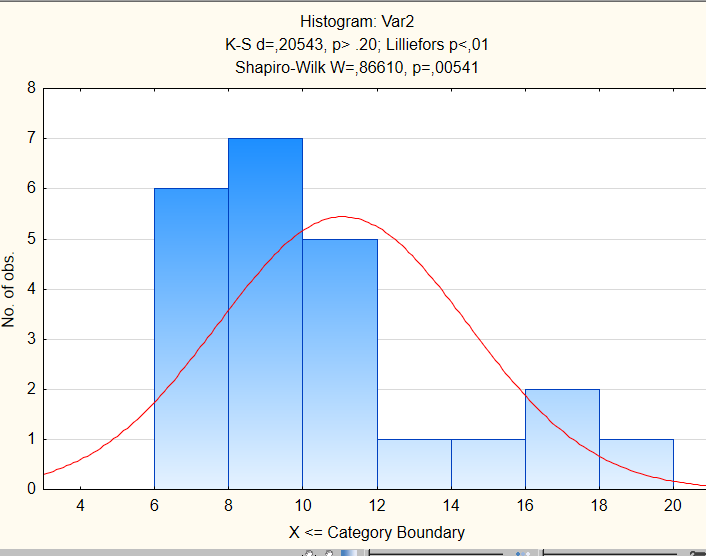 Histogram: Var2
K-S d=,20543, p> .20; Lilliefors p<,01
Shapiro-Wilk W=,86610, p=,00541
8
7
6
5
4
3
2
1
0
No. of obs.
4 6 8 10 12 14 16 18 20
X <= Category Boundary